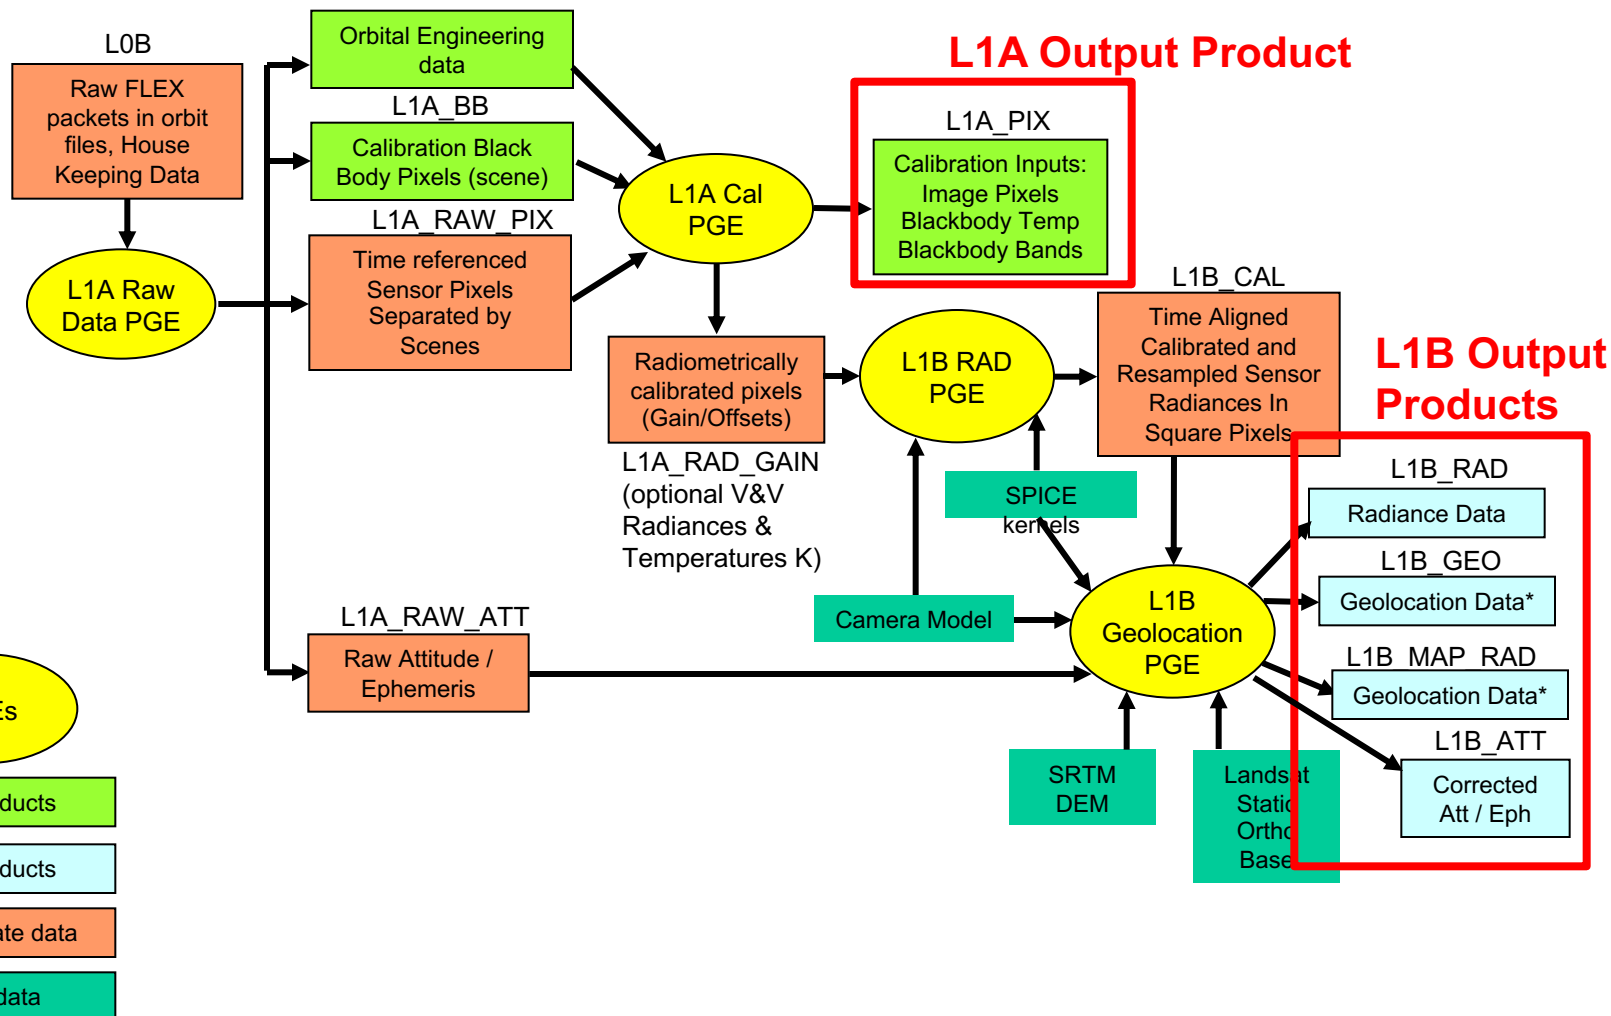 L0B
Raw FLEX
packets in orbit
files, House
Keeping Data
L1A Raw
Data PGE
Orbital Engineering
data
L1A_BB
Calibration Black
Body Pixels (scene)
L1A_RAW_PIX
Time referenced
Sensor Pixels
Separated by
Scenes
L1A Cal
PGE
L1A Output Product
L1A_PIX
Calibration Inputs:
Image Pixels
Blackbody Temp
Blackbody Bands
Radiometrically
calibrated pixels
(Gain/Offsets)
L1A_RAD_GAIN
(optional V&V
Radiances &
Temperatures K)
L1B RAD
PGE
L1B_CAL
Time Aligned
Calibrated and
Resampled Sensor
Radiances In
Square Pixels
SPICE
kernels
Camera Model
L1A_RAW_ATT
Raw Attitude /
Ephemeris
L1B
Geolocation
PGE
SRTM
DEM
Landsat
Static
Ortho
Base
L1B Output
Products
L1B_RAD
Radiance Data
L1B_GEO
Geolocation Data*
L1B_MAP_RAD
Geolocation Data*
L1B_ATT
Corrected
Att / Eph
data